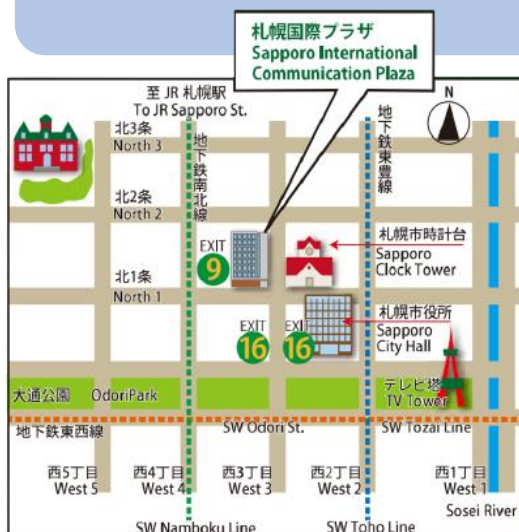 札幌国際プラザ
Sapporo International
Communication Plaza
至 JR 札幌駅
To JR Sapporo St.
N
北3条
North 3
地下鉄南北線
地下鉄東豊線
北2条
North 2
EXIT
9
札幌市時計台
Sapporo
Clock Tower
北1条
North 1
札幌市役所
Sapporo
City Hall
EXIT
16
EXIT
16
大通公園 OdoriPark
テレビ塔
TV Tower
地下鉄東西線
SW Odori St.
SW Tozai Line
西5丁目
West 5
西4丁目
West 4
西3丁目
West 3
西2丁目
West 2
西1丁目
West 1
Sosei River
SW Namboku Line
SW Toho Line